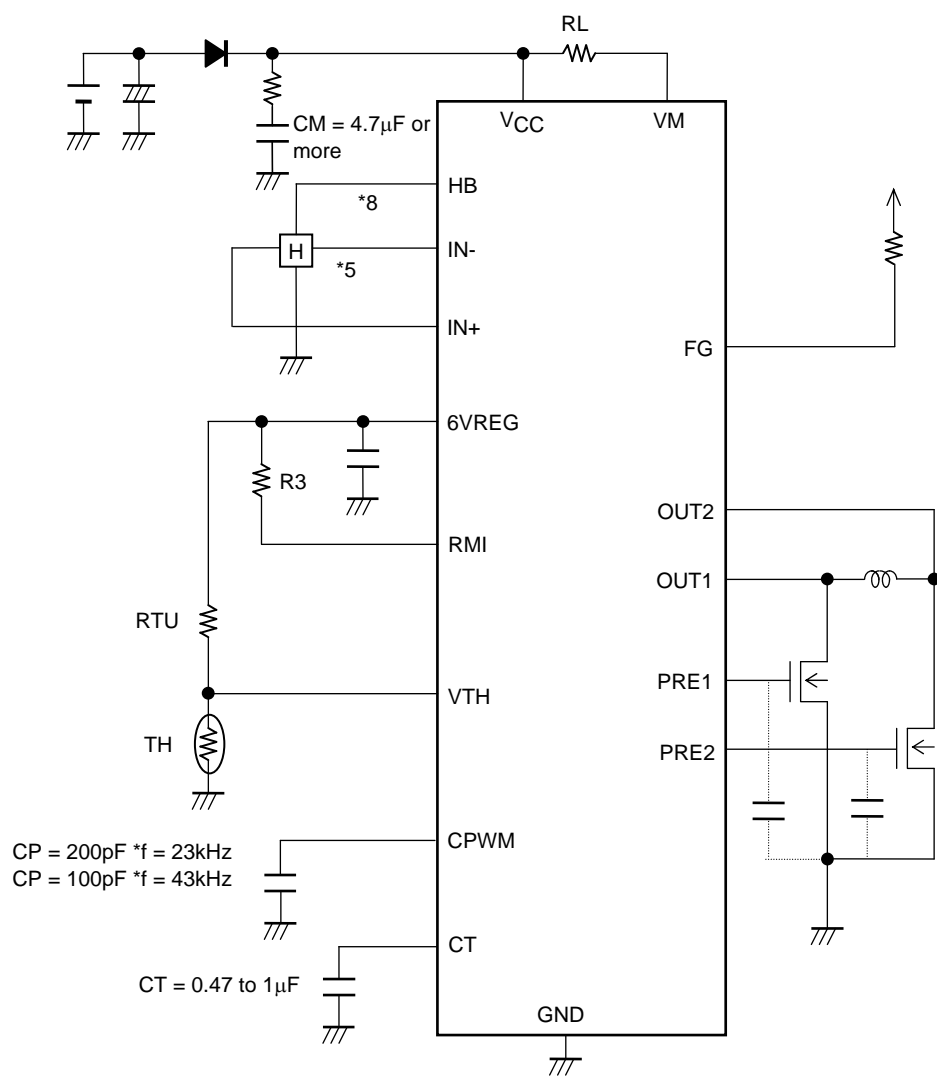 RL
VCC
VM
CM = 4.7μF or
more
HB
*8
H
IN-
*5
IN+
FG
6VREG
R3
OUT2
RMI
OUT1
RTU
PRE1
VTH
TH
PRE2
CPWM
CP = 200pF *f = 23kHz
CP = 100pF *f = 43kHz
CT
CT = 0.47 to 1μF
GND